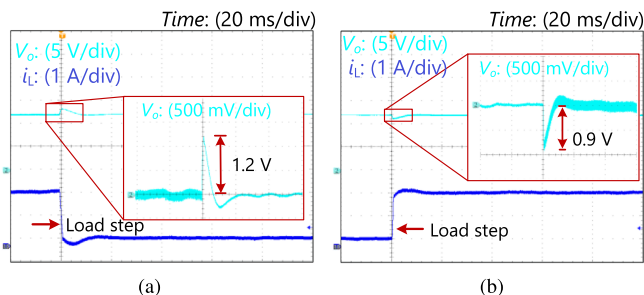 Time: (20 ms/div)
Vo: (5 V/div)
iL: (1 A/div)
Vo: (500 mV/div)
1.2 V
Load step
(a)
Time: (20 ms/div)
Vo: (5 V/div)
iL: (1 A/div)
Vo: (500 mV/div)
0.9 V
Load step
(b)